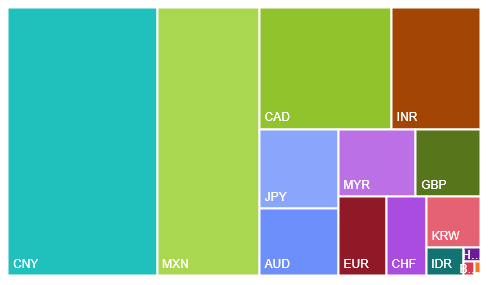 CAD
INR
JPY
MYR
GBP
KRW
CNY
MXN
AUD
EUR
CHF
IDR
H...
B...